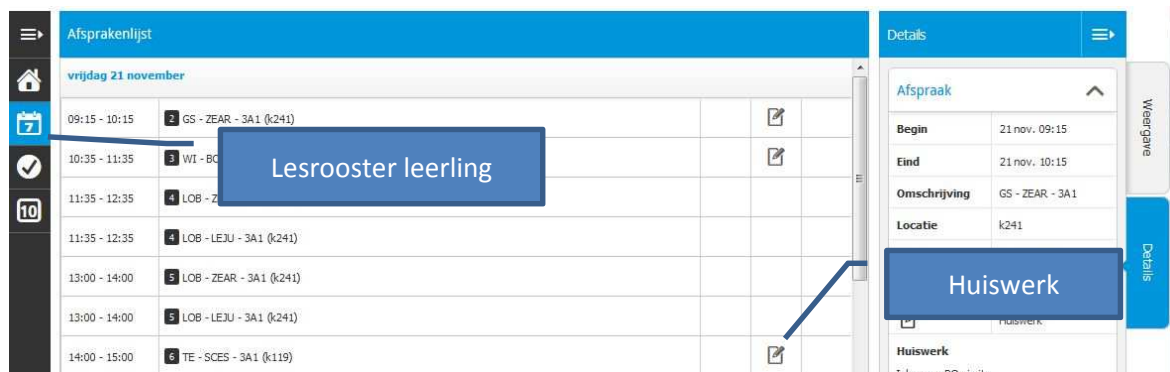 Afsprakenlijst
vrijdag 21 november
09:15 - 10:15 2 GS - ZEAR - 3A1 (k241)
10:35 - 11:35 3 WI -
11:35 - 12:35 4 LOB -
11:35 - 12:35 4 LOB - LEJU - 3A1 (k241)
13:00 - 14:00 5 LOB - ZEAR - 3A1 (k241)
13:00 - 14:00 5 LOB - LEJU - 3A1 (k241)
14:00 - 15:00 6 TE - SCES - 3A1 (k119)
7
10
Lesrooster leerling
Details
Afspraak
Begin 21 nov. 09:15
Eind 21 nov. 10:15
Omschrijving GS - ZEAR - 3A1
Locatie k241
Huiswerk
Huiswerk
Huiswerk
Weergave
Details